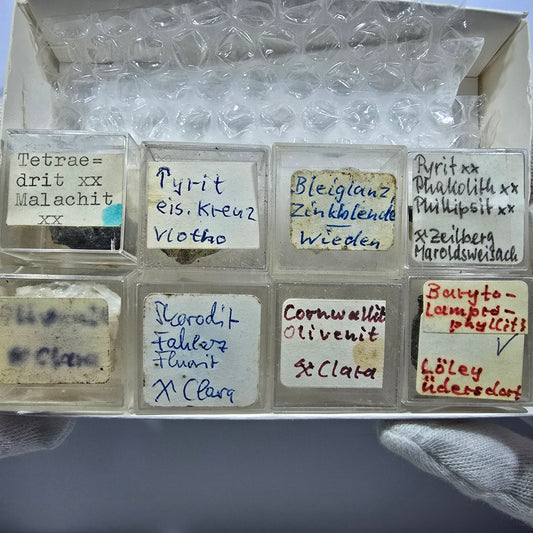 Tetrae=
drit xx
Malachit
xx
Pyrit
eis. Kreuz
Vlotho
Bleiglanz
Zinkblende
Wieden
Pyrit xx
Phakolith xx
Phillipsit xx
⚒ Zeilberg
Maroldsweisach
⚒ Clara
Skorodit
Fahlerz
Fluorit
⚒ Clara
Cornwallit
Olivenit
⚒ Clara
Baryto-
lampro-
phyllit
Löley
Üdersdorf